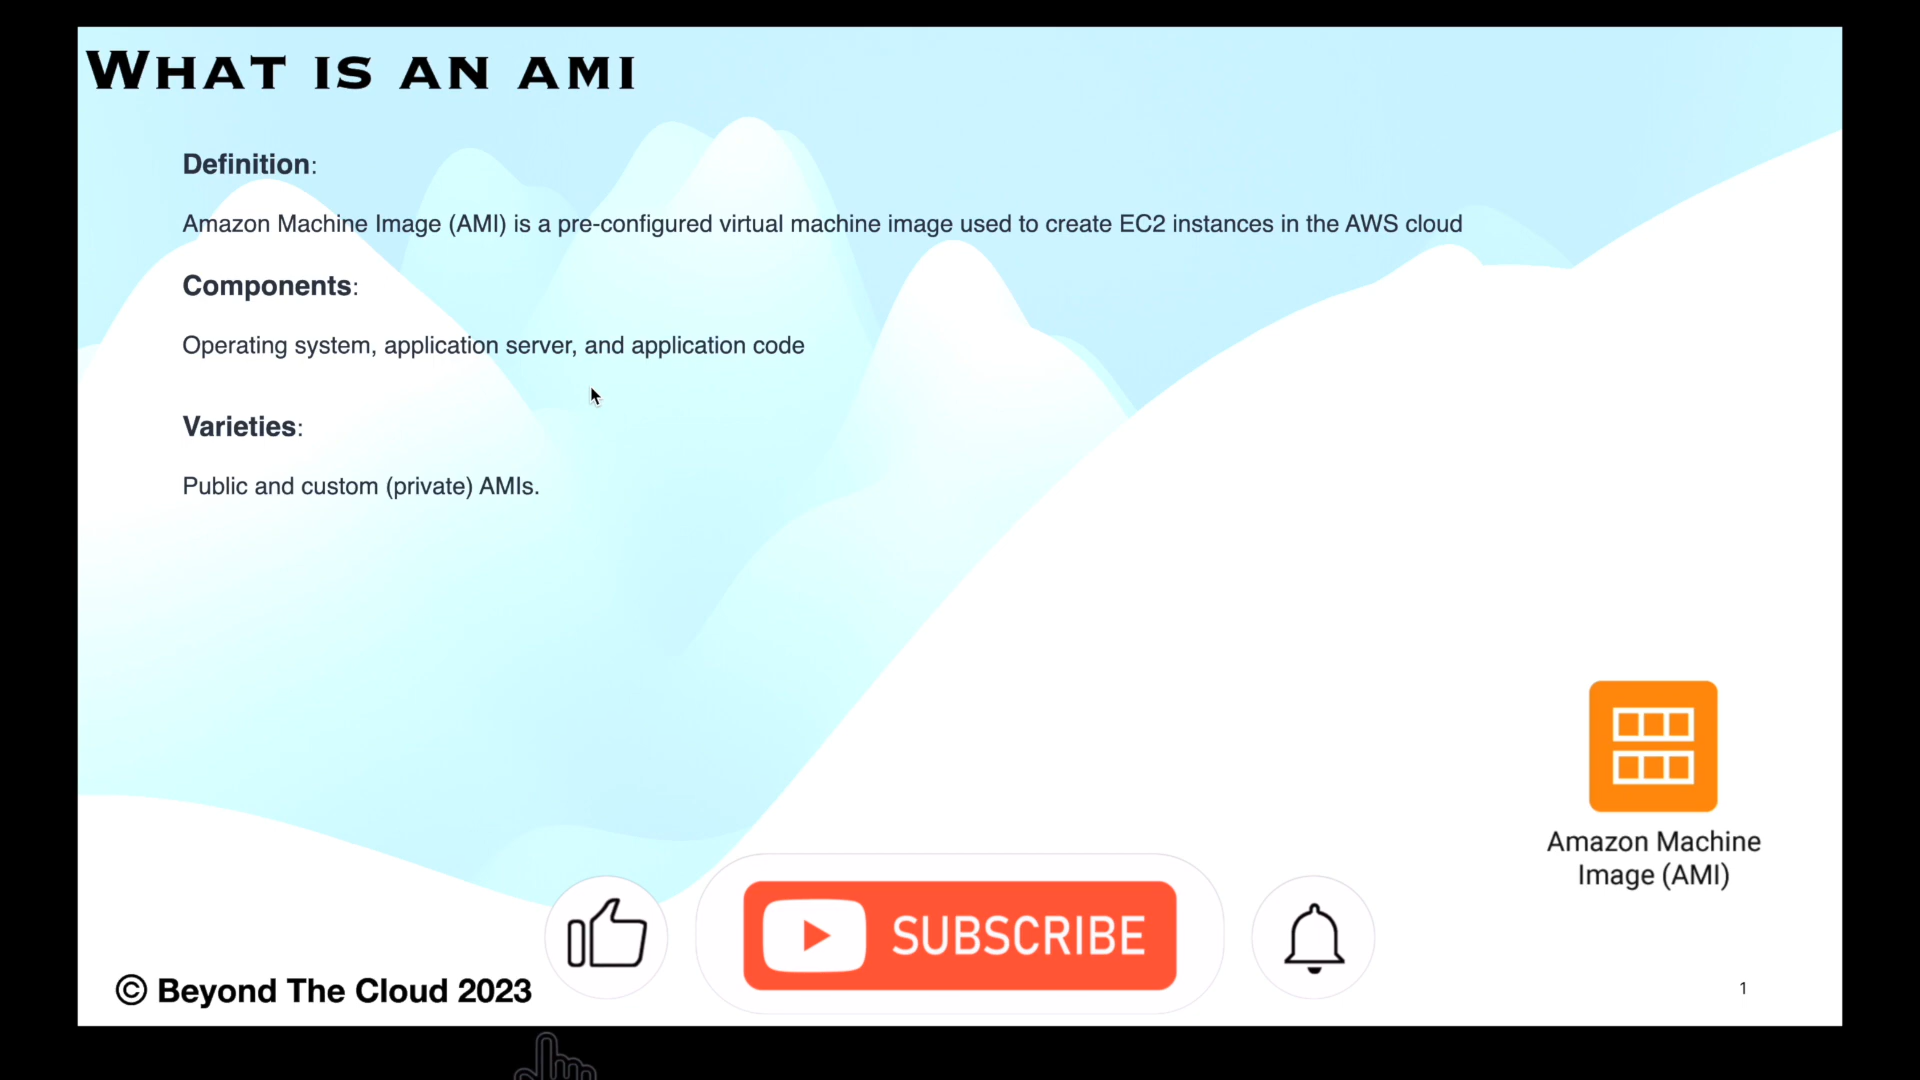 WHAT IS AN AMI
Definition:
Amazon Machine Image (AMI) is a pre-configured virtual machine image used to create EC2 instances in the AWS cloud
Components:
Operating system, application server, and application code
Varieties:
Public and custom (private) AMIs.
Amazon Machine
Image (AMI)
SUBSCRIBE
© Beyond The Cloud 2023
1